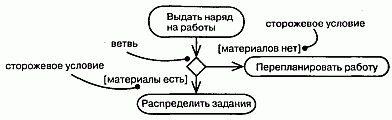 Выдать наряд
на работы
сторожевое условие
ветвь
[материалов нет]
сторожевое условие
Перепланировать работу
[материалы есть]
Распределить задания